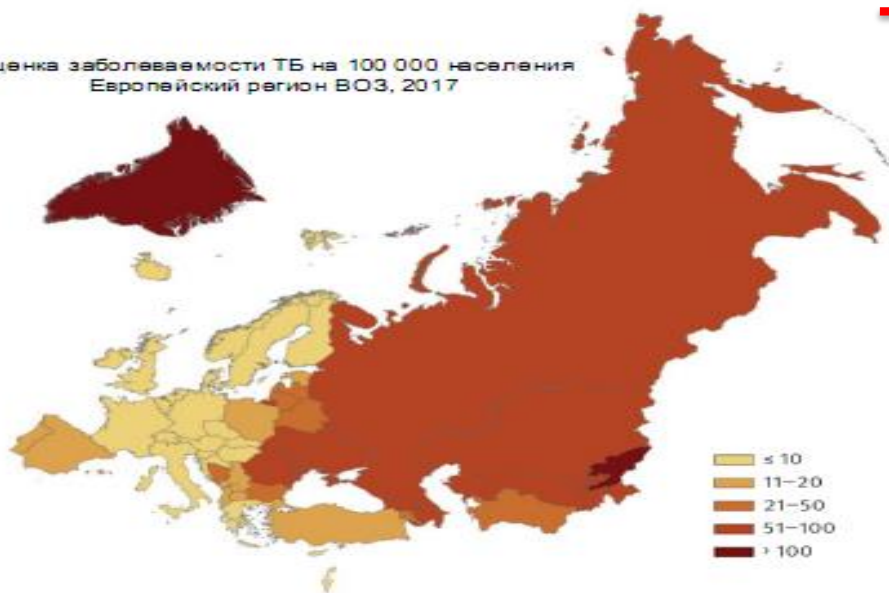 ценка заболеваемости ТБ на 100 000 населения
Европейский регион ВОЗ, 2017
≤ 10
11–20
21–50
51–100
> 100